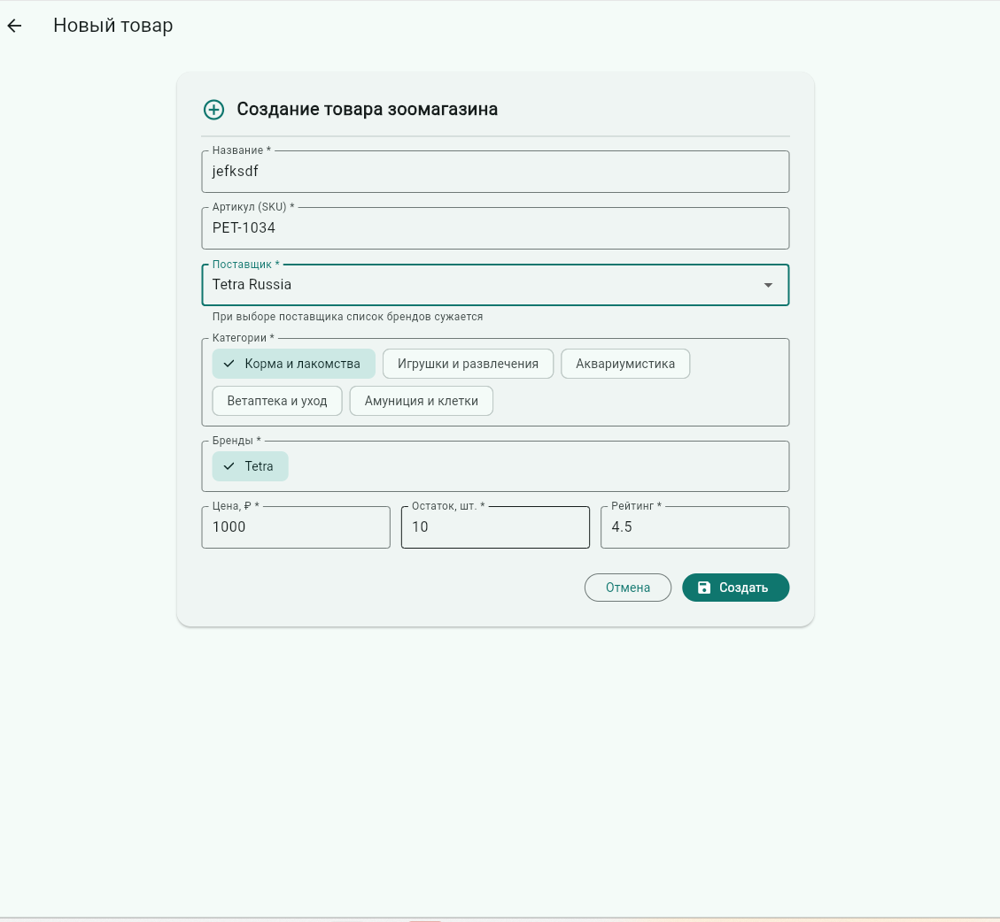 Новый товар
Создание товара зоомагазина
Название *
jefksdf
Артикул (SKU) *
PET-1034
Поставщик *
Tetra Russia
При выборе поставщика список брендов сужается
Категории *
Корма и лакомства Игрушки и развлечения Аквариумистика
Ветаптека и уход Амуниция и клетки
Бренды *
Tetra
Цена, ₽ * Остаток, шт. * Рейтинг *
1000 10 4.5
Отмена Создать